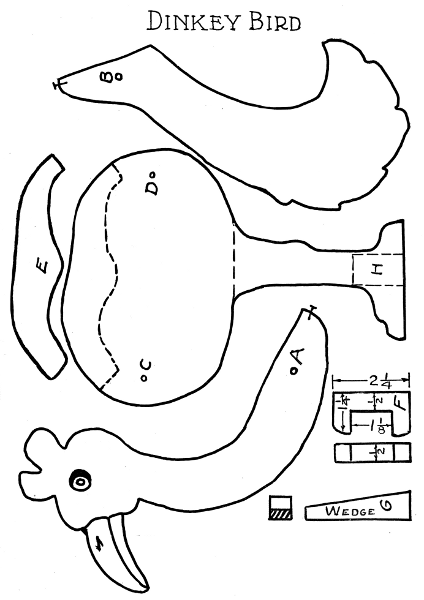 DINKEY BIRD
B
D
E
H
C
A
2 1/4
1 1/4
1/2
F
1 1/8
1/2
WEDGE G